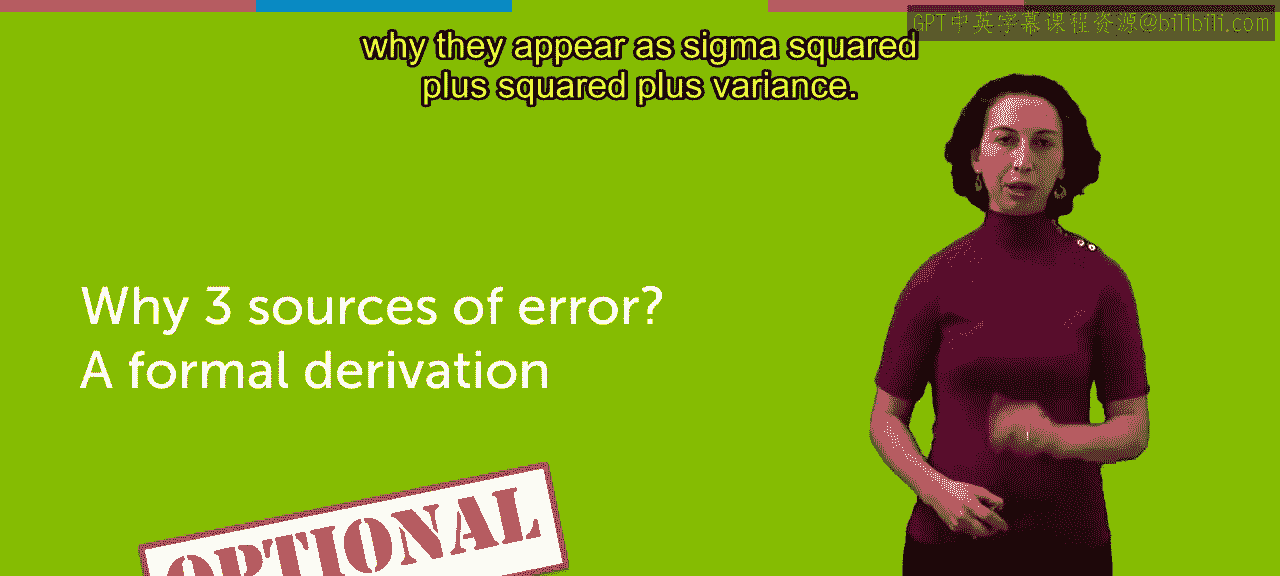 GPT中英字幕课程资源@bilibili.com
why they appear as sigma squared
plus squared plus variance.
Why 3 sources of error?
A formal derivation
OPTIONAL